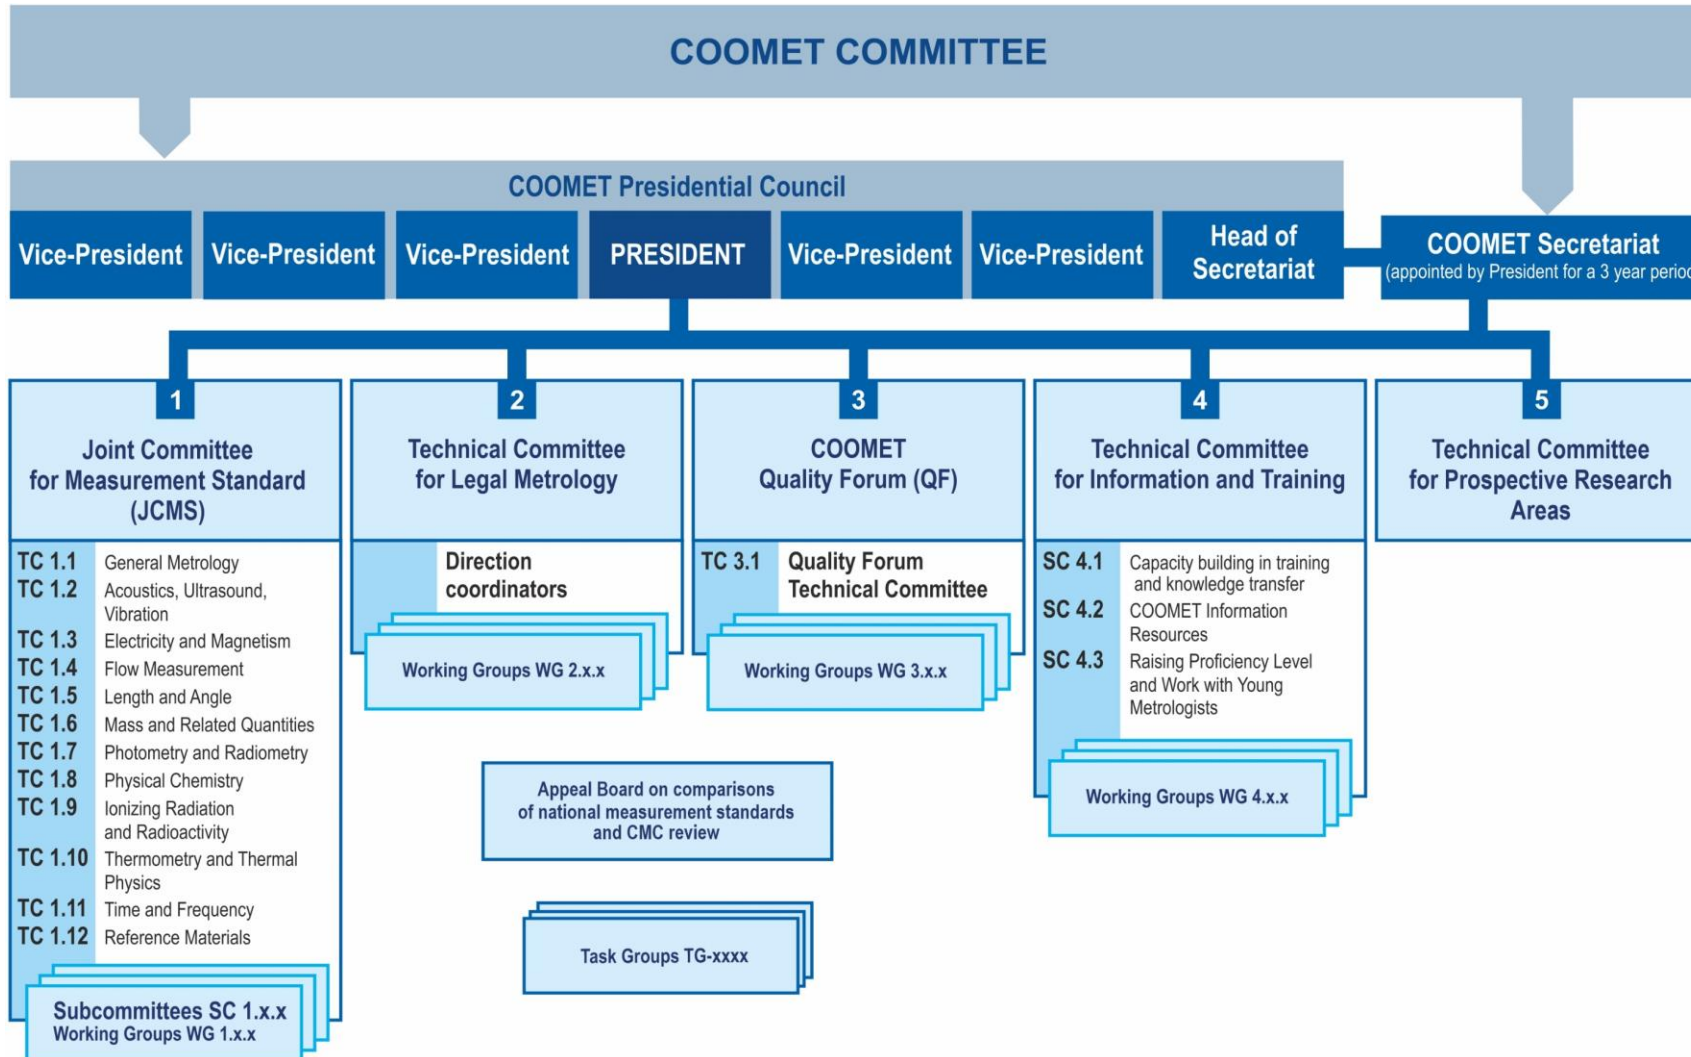 COOMET COMMITTEE
COOMET Presidential Council
Vice-President
Vice-President
Vice-President
PRESIDENT
Vice-President
Vice-President
Head of
Secretariat
COOMET Secretariat
(appointed by President for a 3 year period
1
Joint Committee
for Measurement Standard
(JCMS)
TC 1.1 General Metrology
TC 1.2 Acoustics, Ultrasound,
Vibration
TC 1.3 Electricity and Magnetism
TC 1.4 Flow Measurement
TC 1.5 Length and Angle
TC 1.6 Mass and Related Quantities
TC 1.7 Photometry and Radiometry
TC 1.8 Physical Chemistry
TC 1.9 Ionizing Radiation
and Radioactivity
TC 1.10 Thermometry and Thermal
Physics
TC 1.11 Time and Frequency
TC 1.12 Reference Materials
Subcommittees SC 1.x.x
Working Groups WG 1.x.x
2
Technical Committee
for Legal Metrology
Direction
coordinators
Working Groups WG 2.x.x
3
COOMET
Quality Forum (QF)
TC 3.1 Quality Forum
Technical Committee
Working Groups WG 3.x.x
4
Technical Committee
for Information and Training
SC 4.1 Capacity building in training
and knowledge transfer
SC 4.2 COOMET Information
Resources
SC 4.3 Raising Proficiency Level
and Work with Young
Metrologists
Working Groups WG 4.x.x
5
Technical Committee
for Prospective Research
Areas
Appeal Board on comparisons
of national measurement standards
and CMC review
Task Groups TG-xxxx